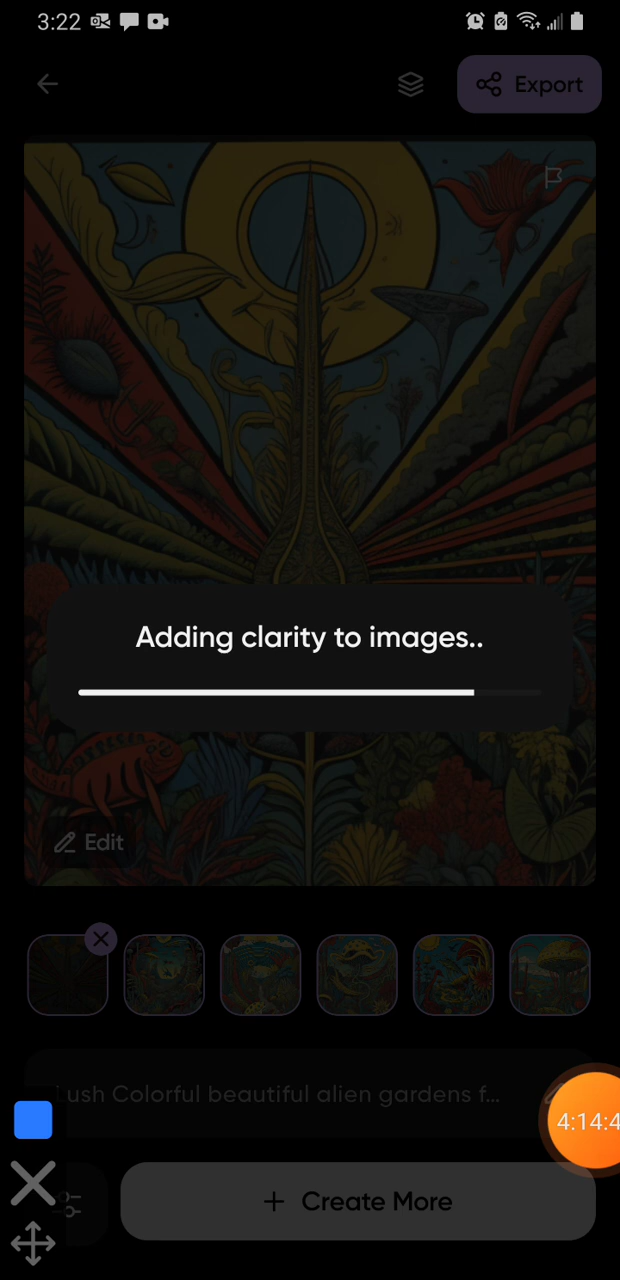 3:22
Export
Adding clarity to images..
Edit
ush Colorful beautiful alien gardens f...
4:14:4
+ Create More